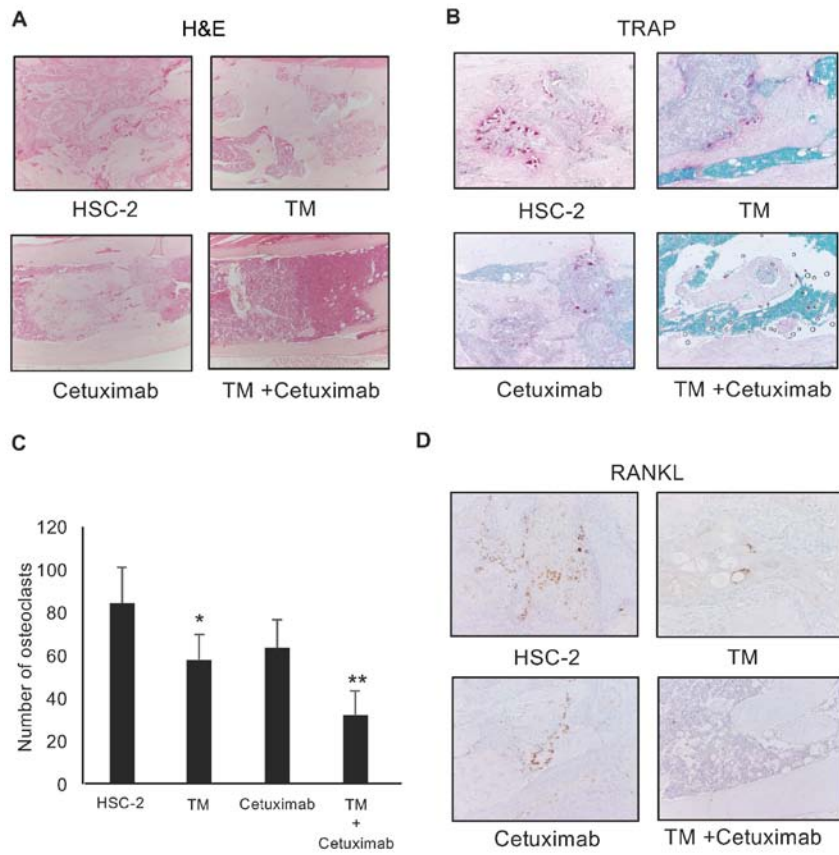 A
H&E
HSC-2
TM
Cetuximab
TM +Cetuximab
B
TRAP
HSC-2
TM
Cetuximab
TM +Cetuximab
C
Number of osteoclasts
120
100
80
60
40
20
0
*
**
HSC-2
TM
Cetuximab
TM
+
Cetuximab
D
RANKL
HSC-2
TM
Cetuximab
TM +Cetuximab